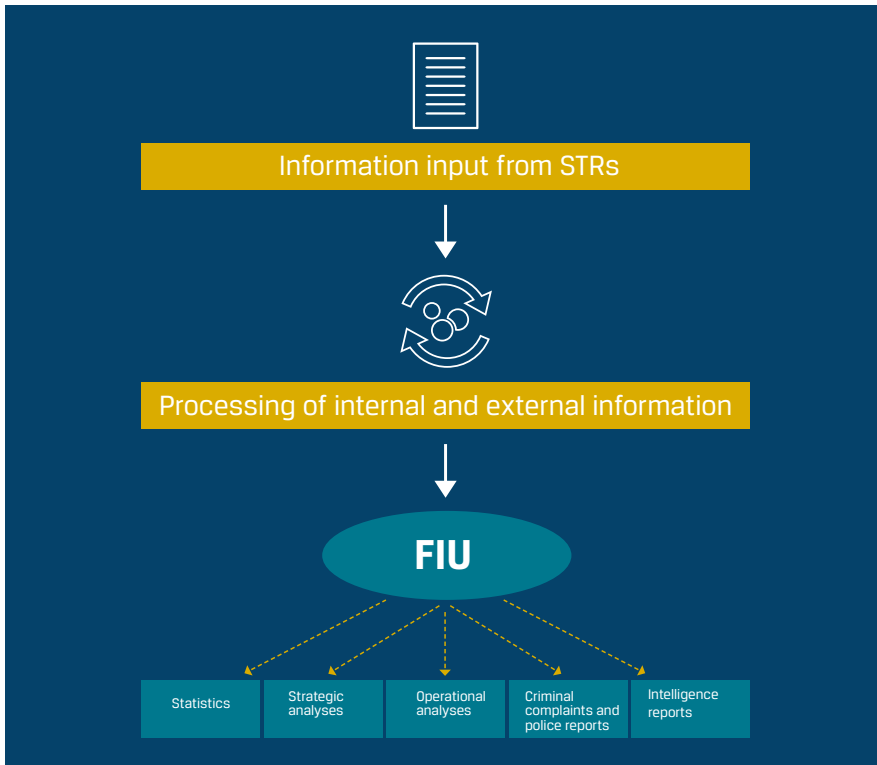 Information input from STRs
Processing of internal and external information
FIU
Statistics
Strategic
analyses
Operational
analyses
Criminal
complaints and
police reports
Intelligence
reports